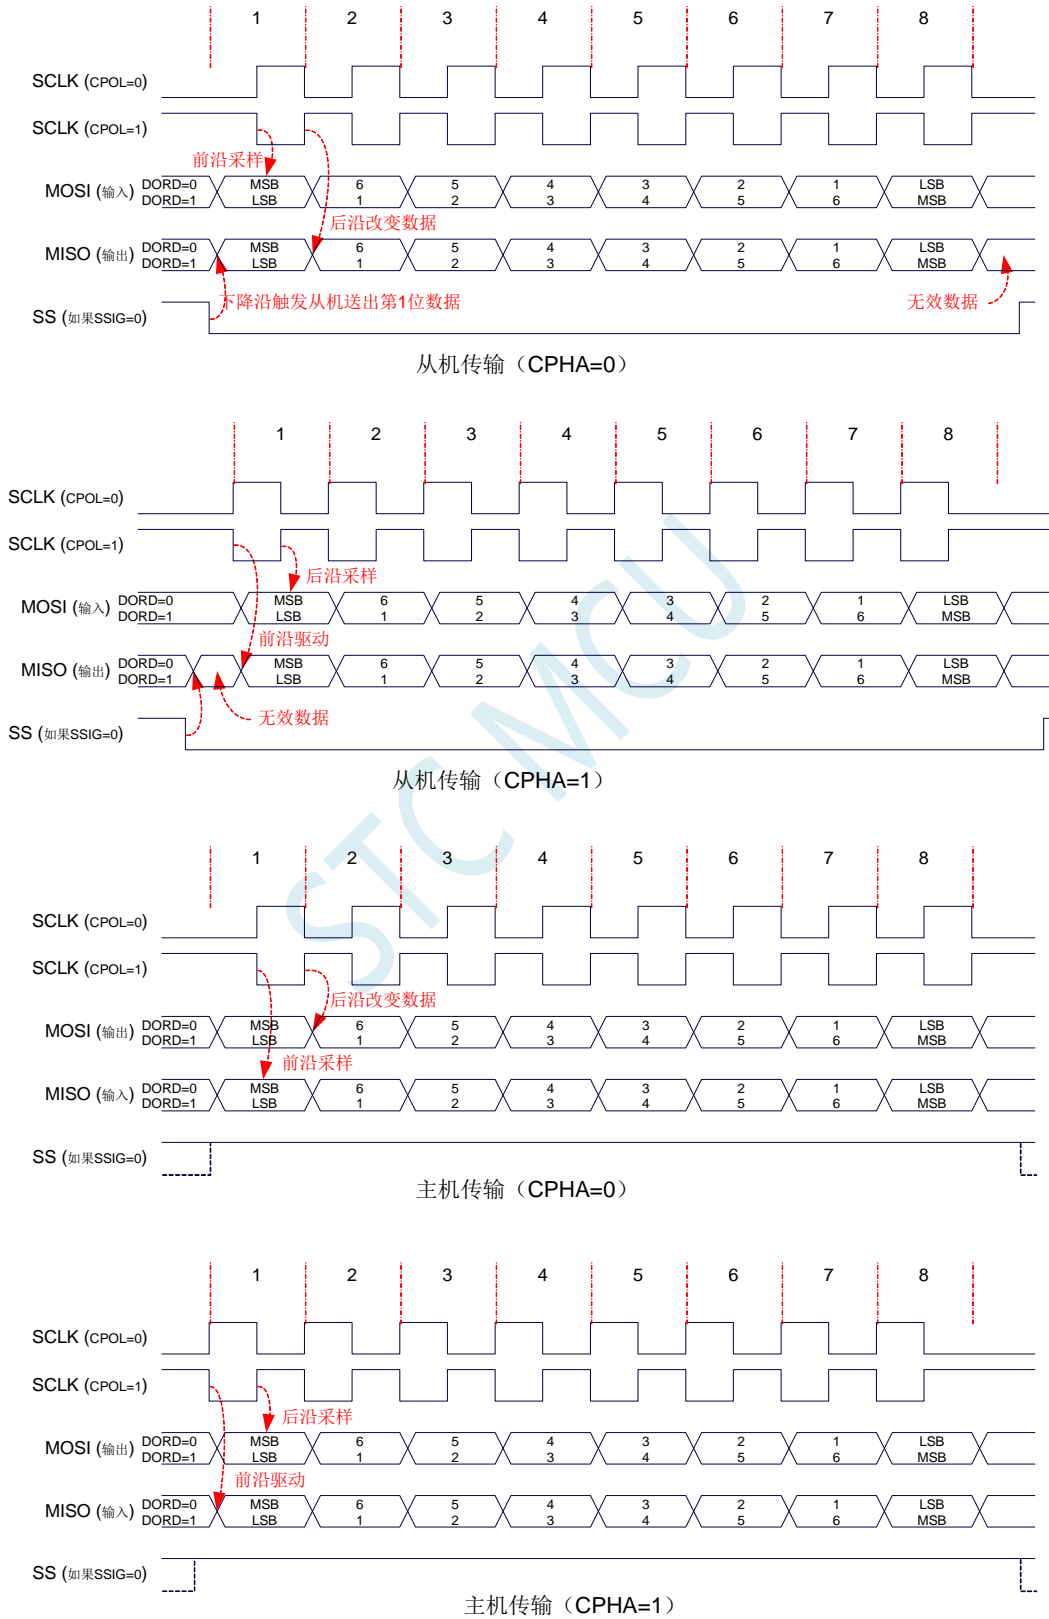 1 2 3 4 5 6 7 8
SCLK (CPOL=0)
SCLK (CPOL=1)
前沿采样
MOSI (输入) DORD=0 MSB 6 5 4 3 2 1 LSB
DORD=1 LSB 1 2 3 4 5 6 MSB
后沿改变数据
MISO (输出) DORD=0 MSB 6 5 4 3 2 1 LSB
DORD=1 LSB 1 2 3 4 5 6 MSB
下降沿触发从机送出第1位数据 无效数据
SS (如果SSIG=0)
从机传输（CPHA=0）
1 2 3 4 5 6 7 8
SCLK (CPOL=0)
SCLK (CPOL=1)
后沿采样
MOSI (输入) DORD=0 MSB 6 5 4 3 2 1 LSB
DORD=1 LSB 1 2 3 4 5 6 MSB
前沿驱动
MISO (输出) DORD=0 MSB 6 5 4 3 2 1 LSB
DORD=1 LSB 1 2 3 4 5 6 MSB
无效数据
SS (如果SSIG=0)
从机传输（CPHA=1）
STC MCU
1 2 3 4 5 6 7 8
SCLK (CPOL=0)
SCLK (CPOL=1)
后沿改变数据
MOSI (输出) DORD=0 MSB 6 5 4 3 2 1 LSB
DORD=1 LSB 1 2 3 4 5 6 MSB
前沿采样
MISO (输入) DORD=0 MSB 6 5 4 3 2 1 LSB
DORD=1 LSB 1 2 3 4 5 6 MSB
SS (如果SSIG=0)
主机传输（CPHA=0）
1 2 3 4 5 6 7 8
SCLK (CPOL=0)
SCLK (CPOL=1)
后沿采样
MOSI (输出) DORD=0 MSB 6 5 4 3 2 1 LSB
DORD=1 LSB 1 2 3 4 5 6 MSB
前沿驱动
MISO (输入) DORD=0 MSB 6 5 4 3 2 1 LSB
DORD=1 LSB 1 2 3 4 5 6 MSB
SS (如果SSIG=0)
主机传输（CPHA=1）